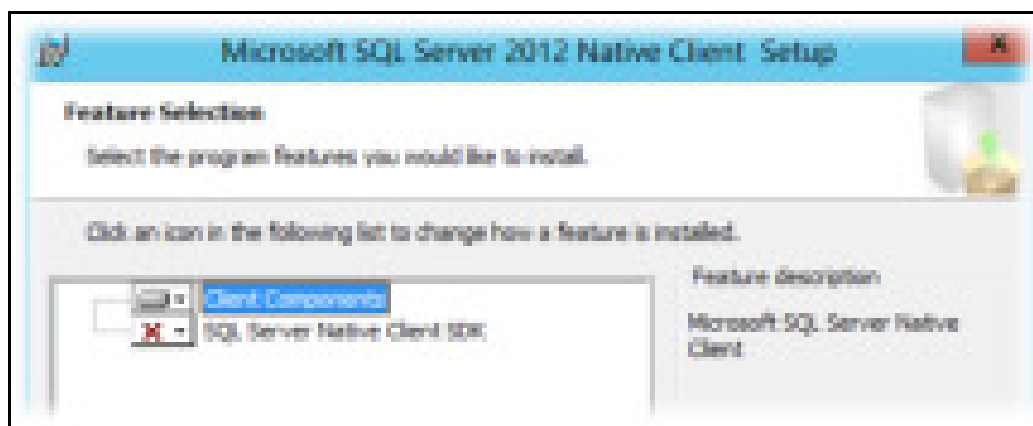 Microsoft SQL Server 2012 Native Client Setup
Feature Selection
Select the program features you would like to install.
Click an icon in the following list to change how a feature is installed.
Client Components
SQL Server Native Client SDK
Feature description
Microsoft SQL Server Native
Client